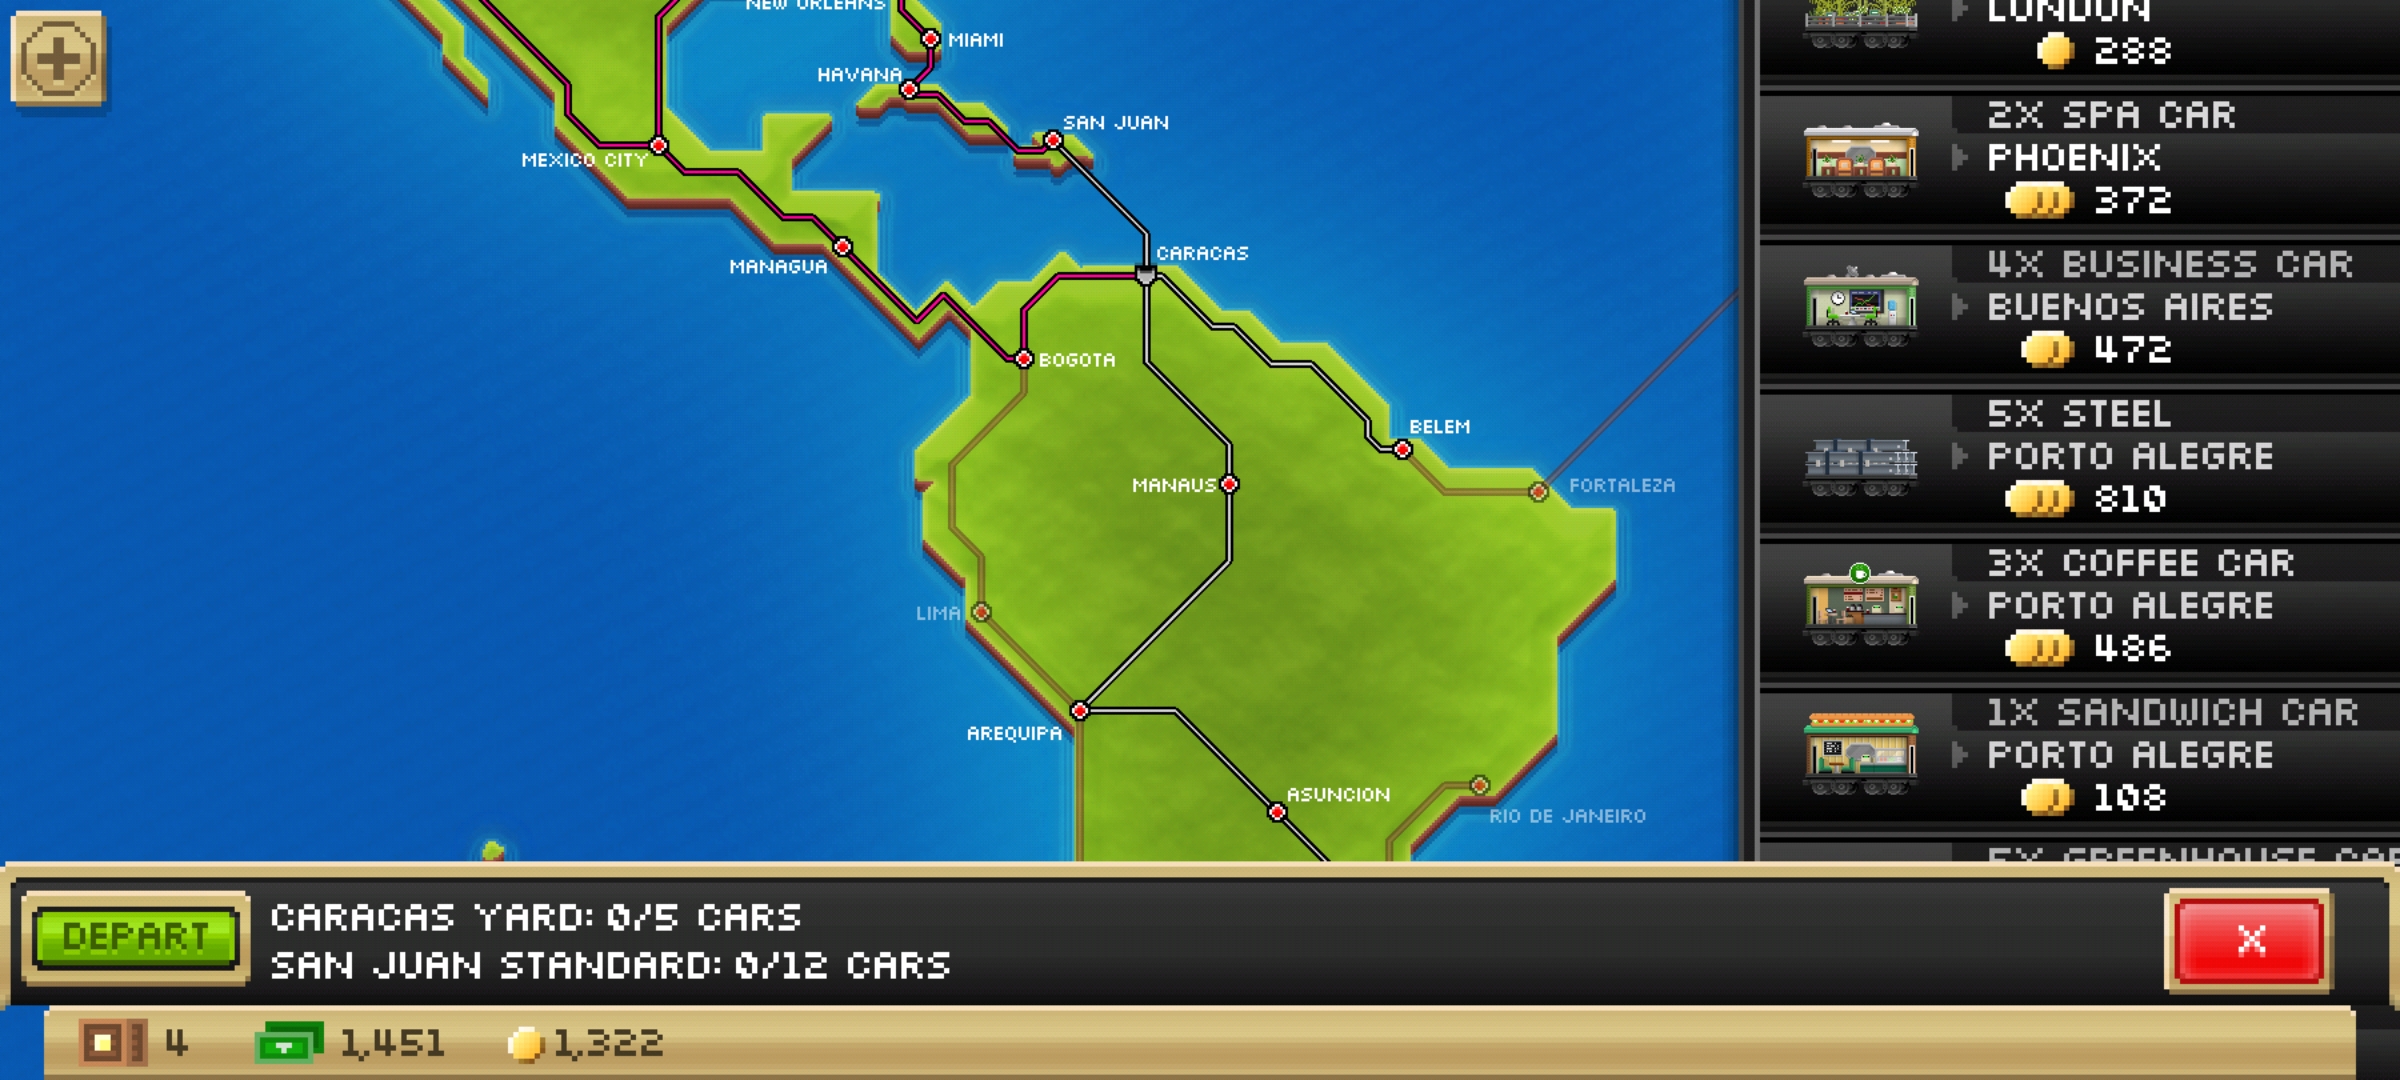 NEW ORLEANS
MIAMI
HAVANA
SAN JUAN
MEXICO CITY
MANAGUA
CARACAS
BOGOTA
BELEM
MANAUS
FORTALEZA
LIMA
AREQUIPA
ASUNCION
RIO DE JANEIRO
LONDON
288
2X SPA CAR
PHOENIX
372
4X BUSINESS CAR
BUENOS AIRES
472
5X STEEL
PORTO ALEGRE
810
3X COFFEE CAR
PORTO ALEGRE
486
1X SANDWICH CAR
PORTO ALEGRE
108
5X GREENHOUSE CAR
DEPART
CARACAS YARD: 0/5 CARS
SAN JUAN STANDARD: 0/12 CARS
X
4
1,451
1,322